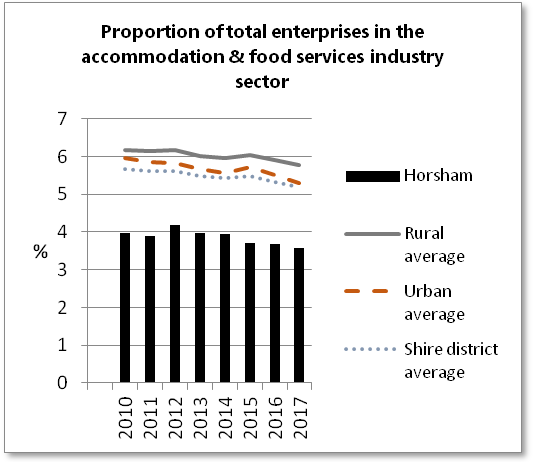 Proportion of total enterprises in the
accommodation & food services industry
sector
7
6
5
4
3
2
1
0
%
2010
2011
2012
2013
2014
2015
2016
2017
Horsham
Rural
average
Urban
average
Shire district
average